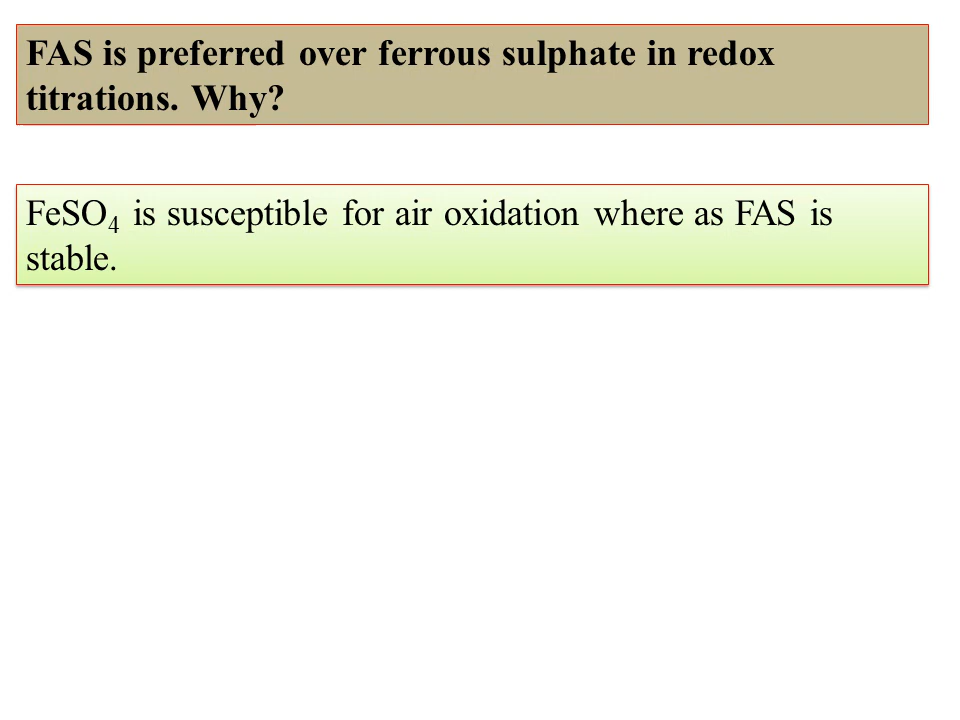 FAS is preferred over ferrous sulphate in redox
titrations. Why?
FeSO₄ is susceptible for air oxidation where as FAS is
stable.